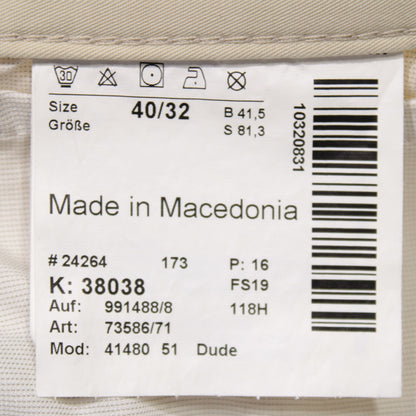 30
Size 40/32 B 41,5
Größe S 81,3
10320831
Made in Macedonia
# 24264 173 P: 16
K: 38038 FS19
Auf: 991488/8 118H
Art: 73586/71
Mod: 41480 51 Dude